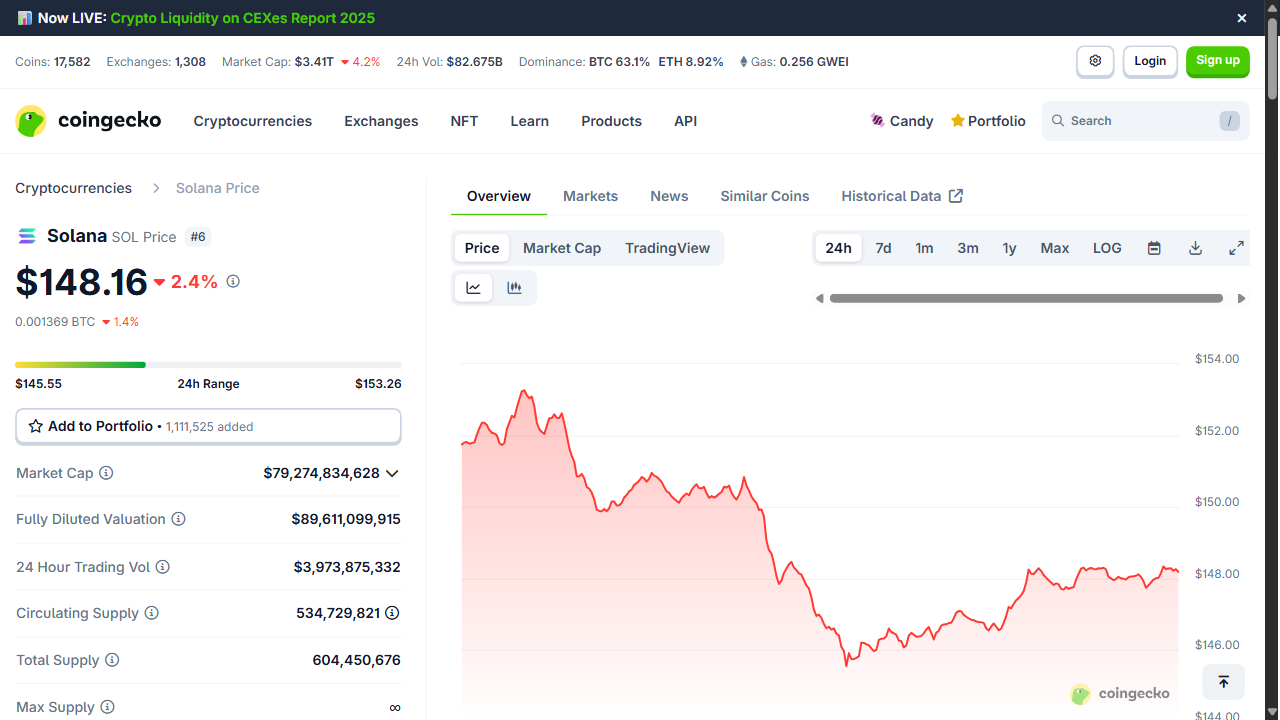 Now LIVE: Crypto Liquidity on CEXes Report 2025
Coins: 17,582 Exchanges: 1,308 Market Cap: $3.41T 4.2% 24h Vol: $82.675B Dominance: BTC 63.1% ETH 8.92% Gas: 0.256 GWEI Login Sign up
coingecko Cryptocurrencies Exchanges NFT Learn Products API Candy Portfolio Search /
Cryptocurrencies Solana Price
Solana SOL Price #6
$148.16 2.4%
0.001369 BTC 1.4%
$145.55 24h Range $153.26
Add to Portfolio • 1,111,525 added
Market Cap $79,274,834,628
Fully Diluted Valuation $89,611,099,915
24 Hour Trading Vol $3,973,875,332
Circulating Supply 534,729,821
Total Supply 604,450,676
Max Supply ∞
Overview Markets News Similar Coins Historical Data
Price Market Cap TradingView 24h 7d 1m 3m 1y Max LOG
$154.00
$152.00
$150.00
$148.00
$146.00
$144.00
coingecko